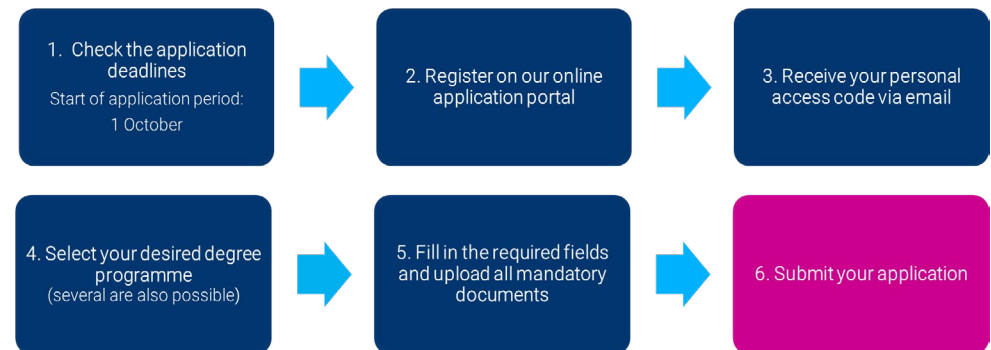 1. Check the application
deadlines
Start of application period:
1 October
2. Register on our online
application portal
3. Receive your personal
access code via email
4. Select your desired degree
programme
(several are also possible)
5. Fill in the required fields
and upload all mandatory
documents
6. Submit your application